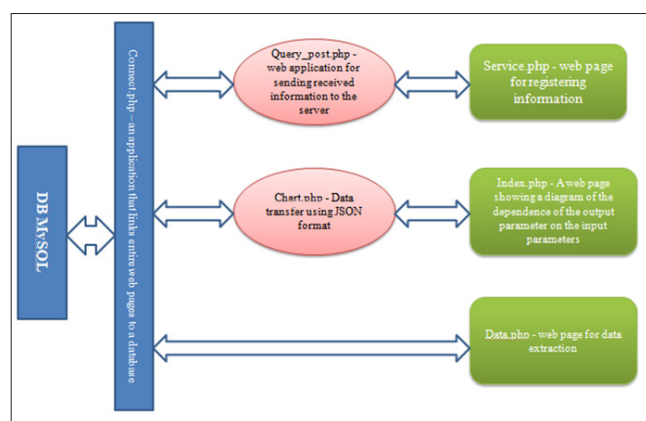 DB MySQL
Connect.php – an application that links entire web pages to a database
Query_post.php -
web application for
sending received
information to the
server
Service.php - web page
for registering
information
Chart.php - Data
transfer using JSON
format
Index.php - A web page
showing a diagram of the
dependence of the output
parameter on the input
parameters
Data.php - web page for data
extraction